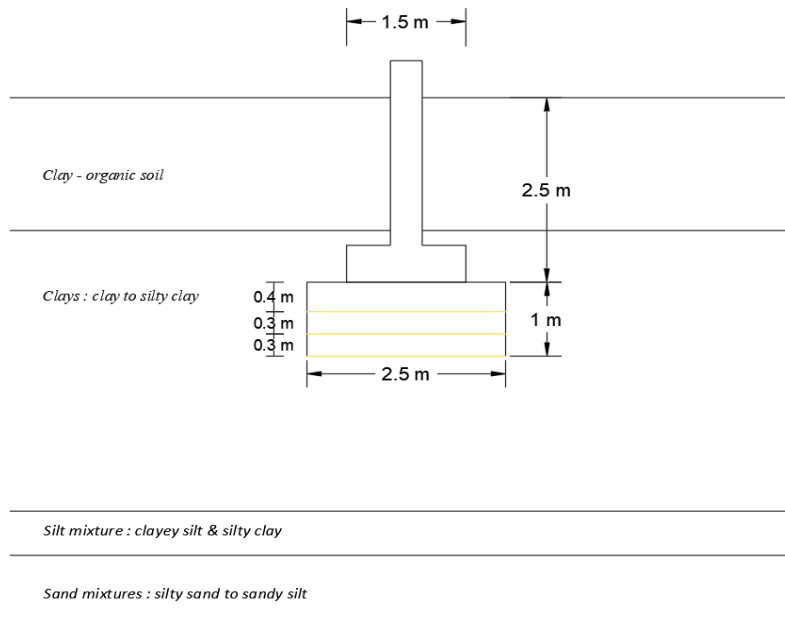 1.5 m
Clay - organic soil
2.5 m
Clays : clay to silty clay
0.4 m
0.3 m
0.3 m
1 m
2.5 m
Silt mixture : clayey silt & silty clay
Sand mixtures : silty sand to sandy silt